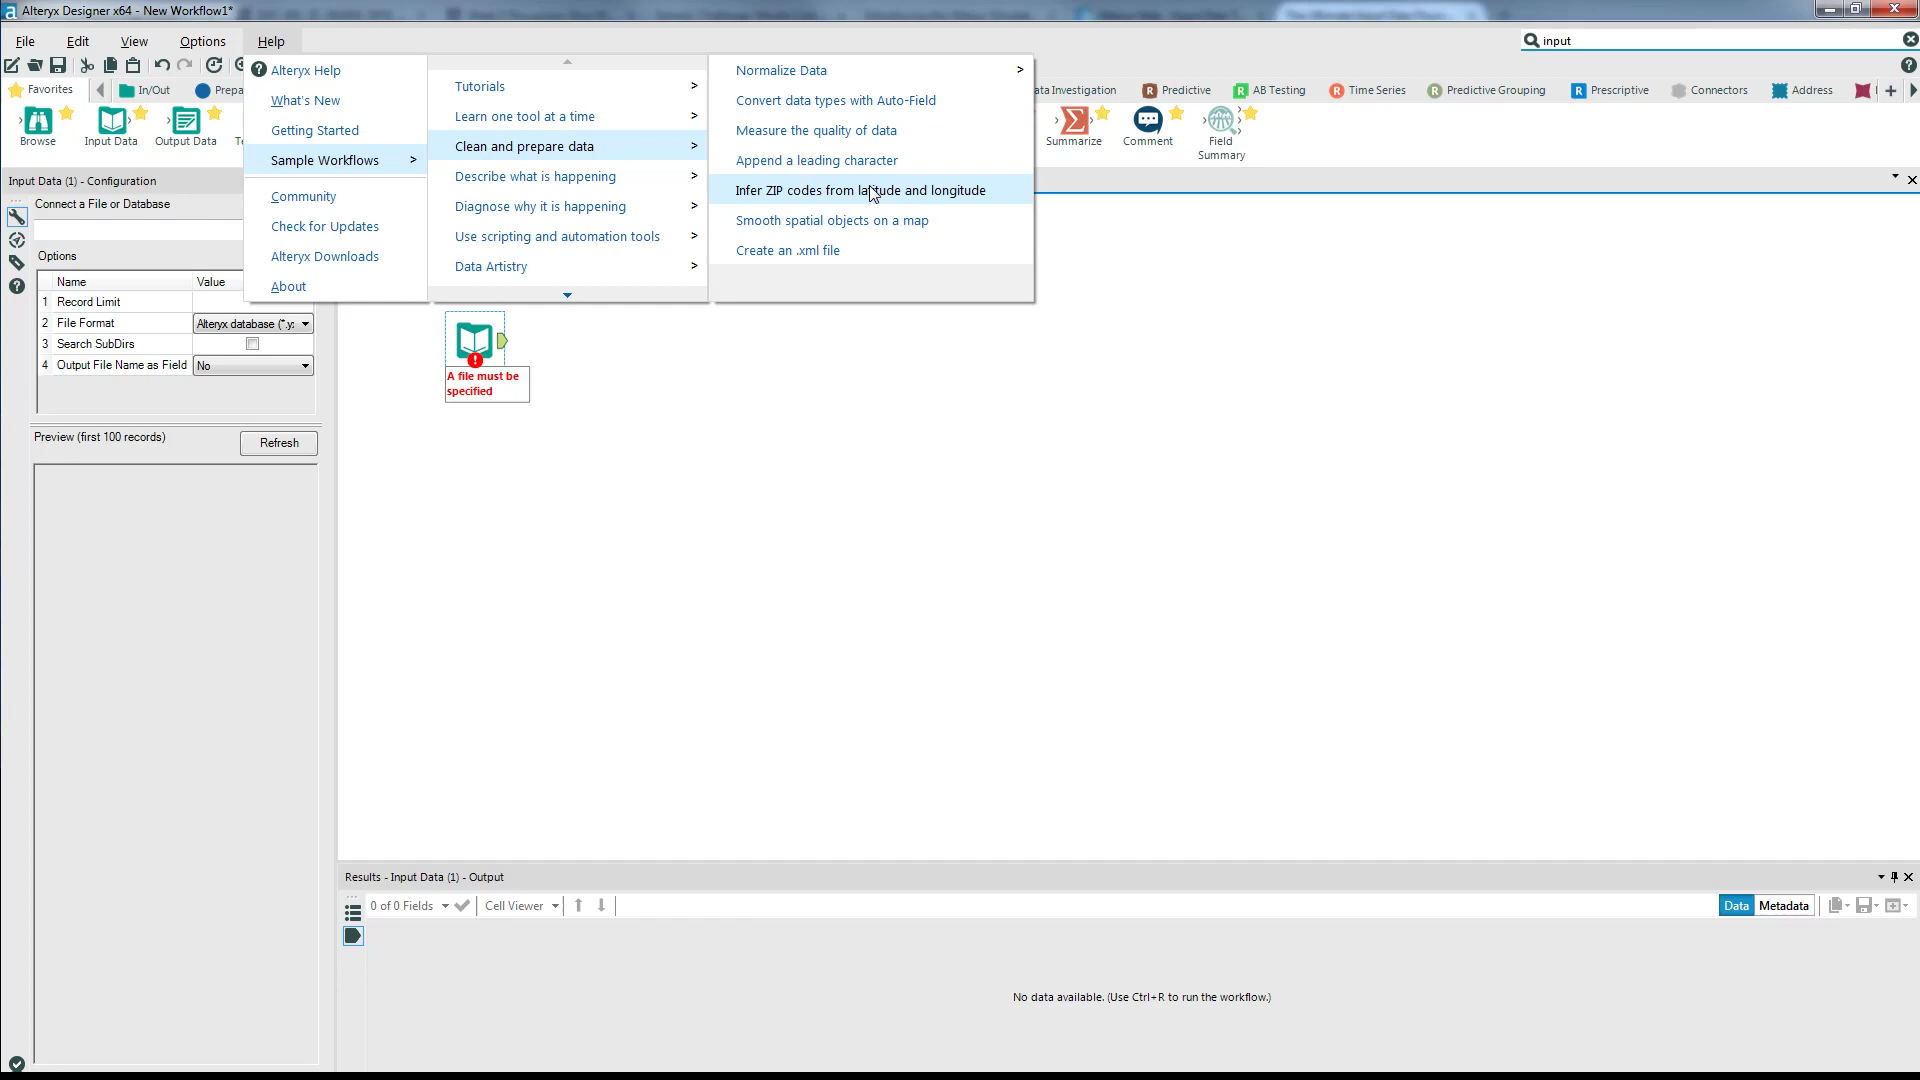 Alteryx Designer x64 - New Workflow1*
File Edit View Options Help
input
Favorites
In/Out
Prepa
ata Investigation
Predictive
AB Testing
Time Series
Predictive Grouping
Prescriptive
Connectors
Address
Browse
Input Data
Output Data
Te
Summarize
Comment
Field
Summary
Alteryx Help
What's New
Getting Started
Sample Workflows >
Community
Check for Updates
Alteryx Downloads
About
Tutorials >
Learn one tool at a time >
Clean and prepare data >
Describe what is happening >
Diagnose why it is happening >
Use scripting and automation tools >
Data Artistry >
Normalize Data >
Convert data types with Auto-Field
Measure the quality of data
Append a leading character
Infer ZIP codes from latitude and longitude
Smooth spatial objects on a map
Create an .xml file
Input Data (1) - Configuration
Connect a File or Database
Options
Name Value
1 Record Limit
2 File Format Alteryx database (*.y:
3 Search SubDirs
4 Output File Name as Field No
Preview (first 100 records)
Refresh
A file must be
specified
Results - Input Data (1) - Output
0 of 0 Fields
Cell Viewer
Data Metadata
No data available. (Use Ctrl+R to run the workflow.)